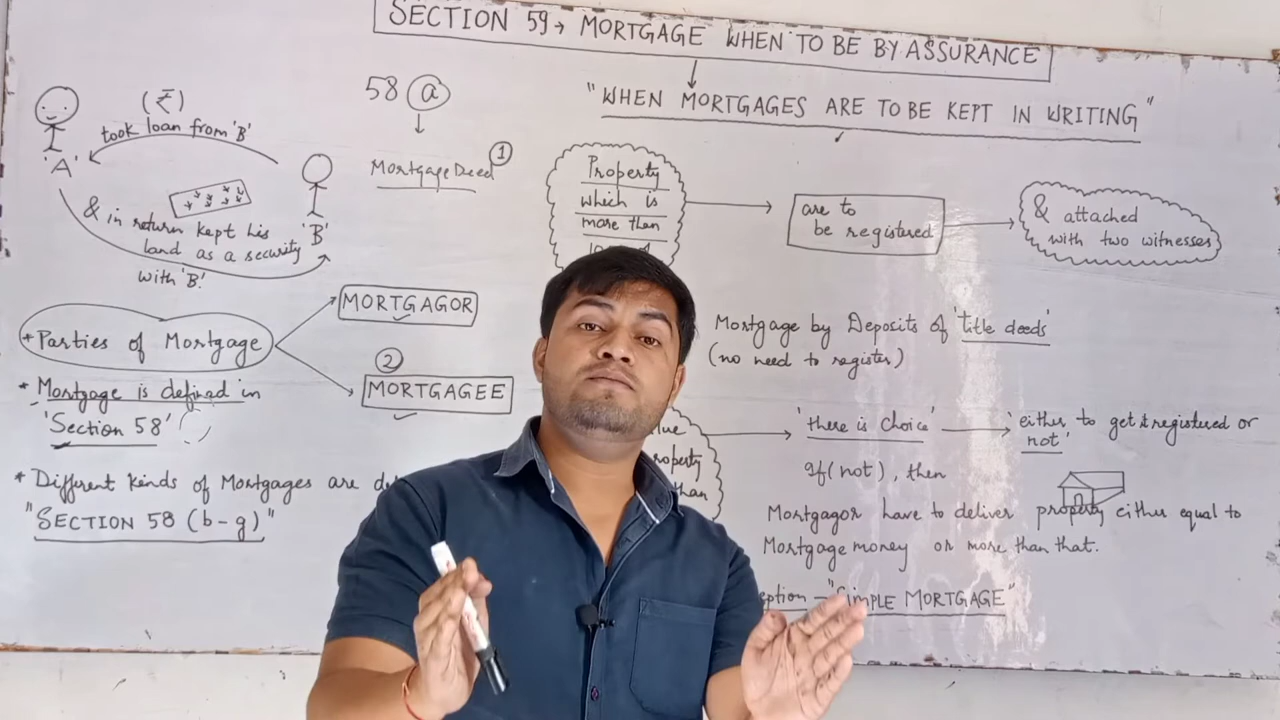 SECTION 59→ MORTGAGE WHEN TO BE BY ASSURANCE
"WHEN MORTGAGES ARE TO BE KEPT IN WRITING"
(₹)
took loan from 'B'
'A'
'B'
& in return kept his
land as a security
with 'B'.
58 (a)
Mortgage Deed (1)
Property
which is
more than
are to
be registered
& attached
with two witnesses
* Parties of Mortgage
MORTGAGOR
(2)
MORTGAGEE
* Mortgage is defined in
'Section 58'
* Different kinds of Mortgages are
"SECTION 58 (b-g)"
Mortgage by Deposits of 'title deeds'
(no need to register)
'there is choice'
'either to get it registered or
not'
If (not), then
Mortgagor have to deliver property either equal to
Mortgage money or more than that.
"SIMPLE MORTGAGE"